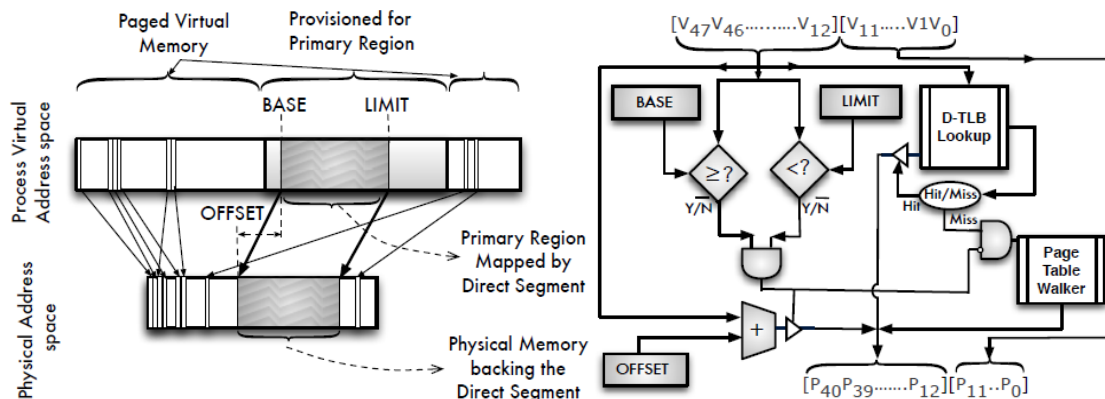 Paged Virtual
Memory
Provisioned for
Primary Region
BASE
LIMIT
Process Virtual
Address space
OFFSET
Primary Region
Mapped by
Direct Segment
Physical Address
space
Physical Memory
backing the
Direct Segment
[V47V46...........V12][V11.....V1V0]
BASE
LIMIT
D-TLB
Lookup
≥?
<?
Y/N̅
Y/N̅
Hit
Hit/Miss
Miss
Page
Table
Walker
+
OFFSET
[P40P39.......P12][P11..P0]